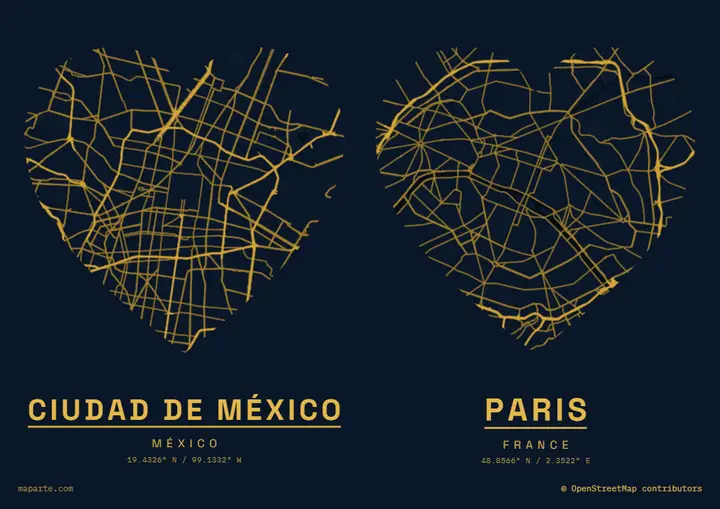 CIUDAD DE MÉXICO
MÉXICO
19.4326° N / 99.1332° W
PARIS
FRANCE
48.8566° N / 2.3522° E
maparte.com
© OpenStreetMap contributors